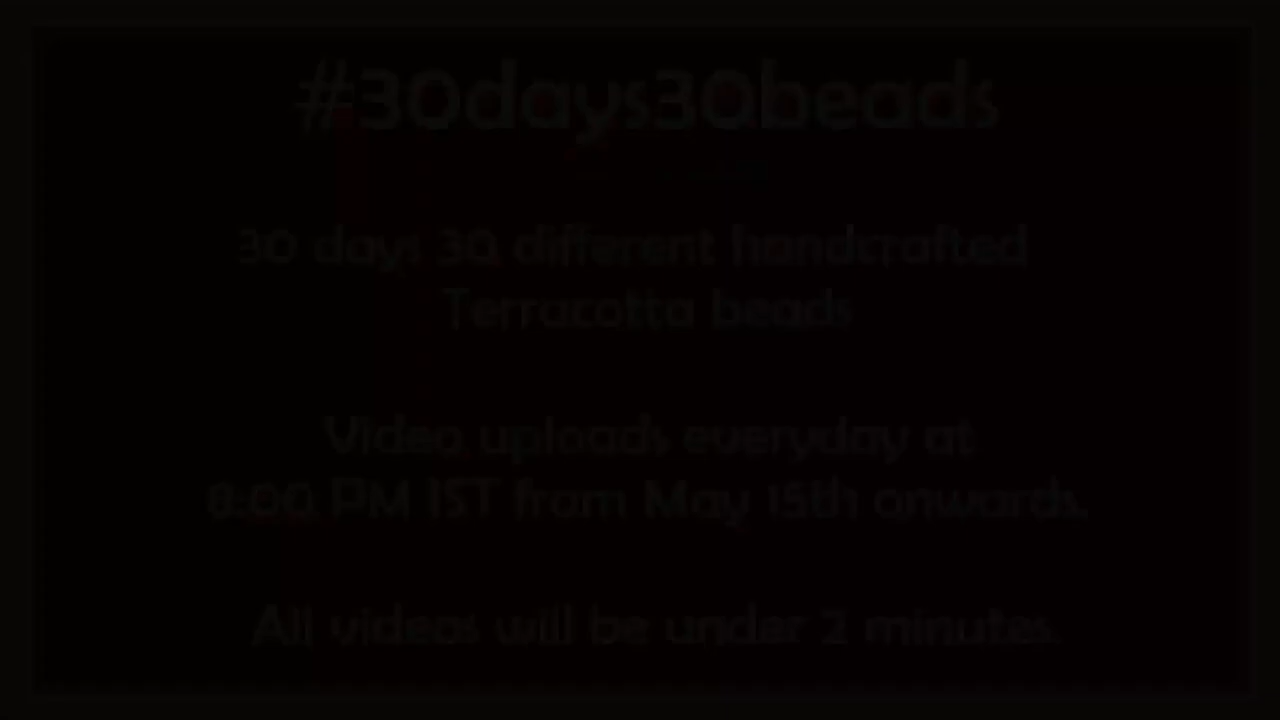 #30days30beads
30 days 30 different handcrafted
Terracotta beads
Video uploads everyday at
8:00 PM IST from May 15th onwards.
All videos will be under 2 minutes.